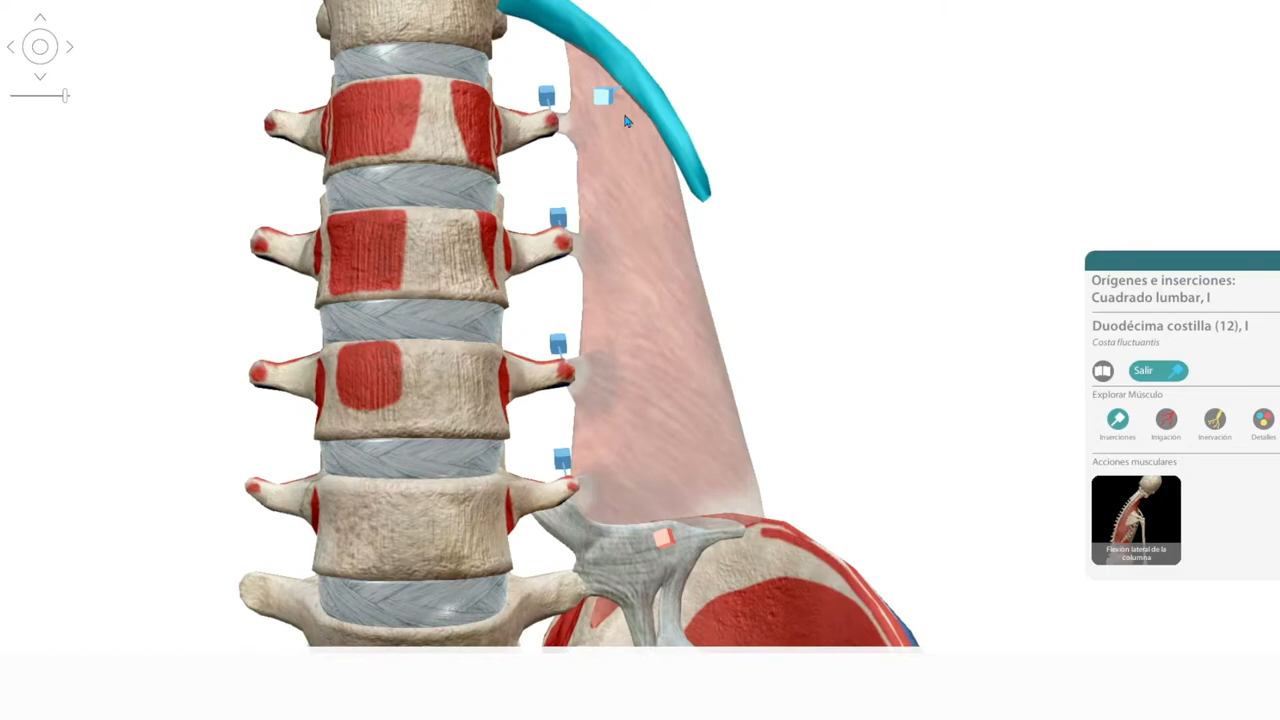 Orígenes e inserciones:
Cuadrado lumbar, I
Duodécima costilla (12), I
Costa fluctuantis
Salir
Explorar Músculo
Inserciones
Irrigación
Inervación
Detalles
Acciones musculares
Flexión lateral de la
columna